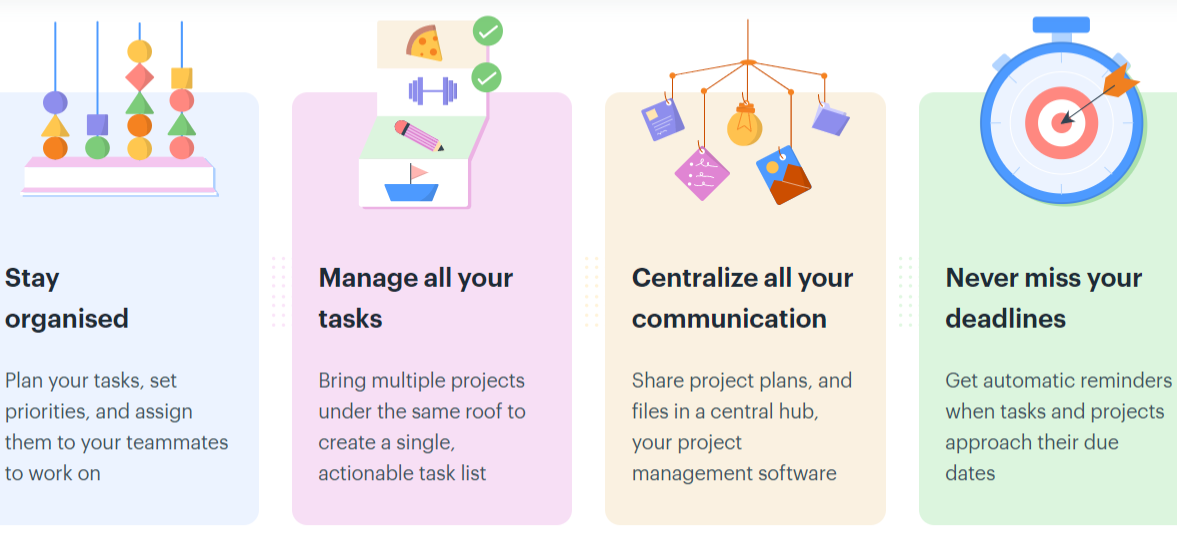 Stay
organised
Plan your tasks, set
priorities, and assign
them to your teammates
to work on
Manage all your
tasks
Bring multiple projects
under the same roof to
create a single,
actionable task list
Centralize all your
communication
Share project plans, and
files in a central hub,
your project
management software
Never miss your
deadlines
Get automatic reminders
when tasks and projects
approach their due
dates